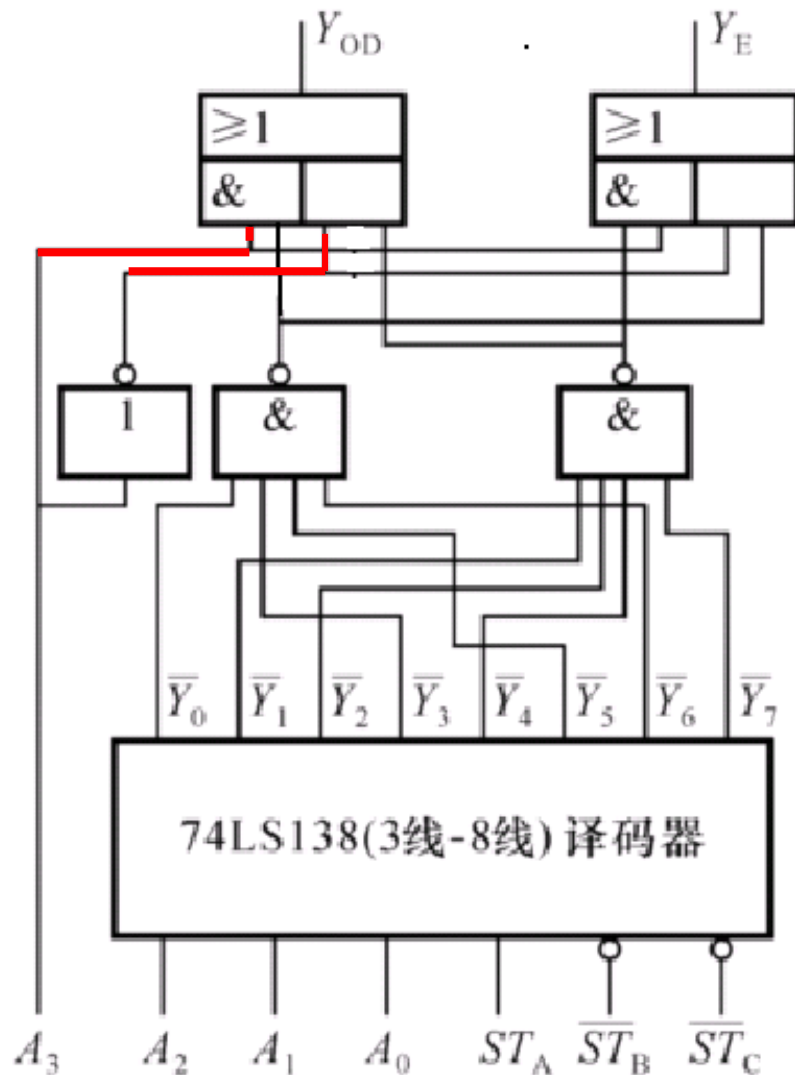 Y_OD Y_E
≥1 ≥1
& &
1 & &
Y̅₀ Y̅₁ Y̅₂ Y̅₃ Y̅₄ Y̅₅ Y̅₆ Y̅₇
74LS138(3线-8线)译码器
A₃ A₂ A₁ A₀ ST_A S̅T̅_B S̅T̅_C